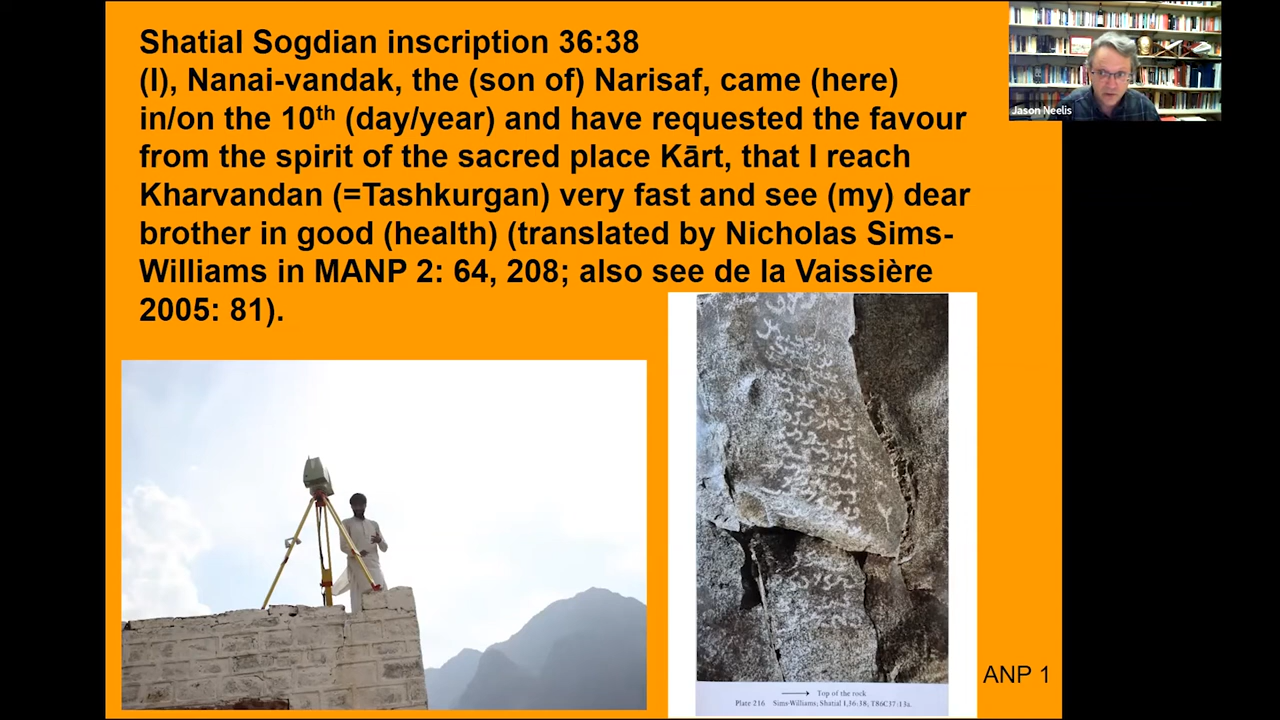 Shatial Sogdian inscription 36:38
(I), Nanai-vandak, the (son of) Narisaf, came (here)
in/on the 10th (day/year) and have requested the favour
from the spirit of the sacred place Kārt, that I reach
Kharvandan (=Tashkurgan) very fast and see (my) dear
brother in good (health) (translated by Nicholas Sims-
Williams in MANP 2: 64, 208; also see de la Vaissière
2005: 81).
Jason Neelis
ANP 1
Top of the rock
Plate 216 Sims-Williams, Shatial I, 36:38, T86C37:13a.